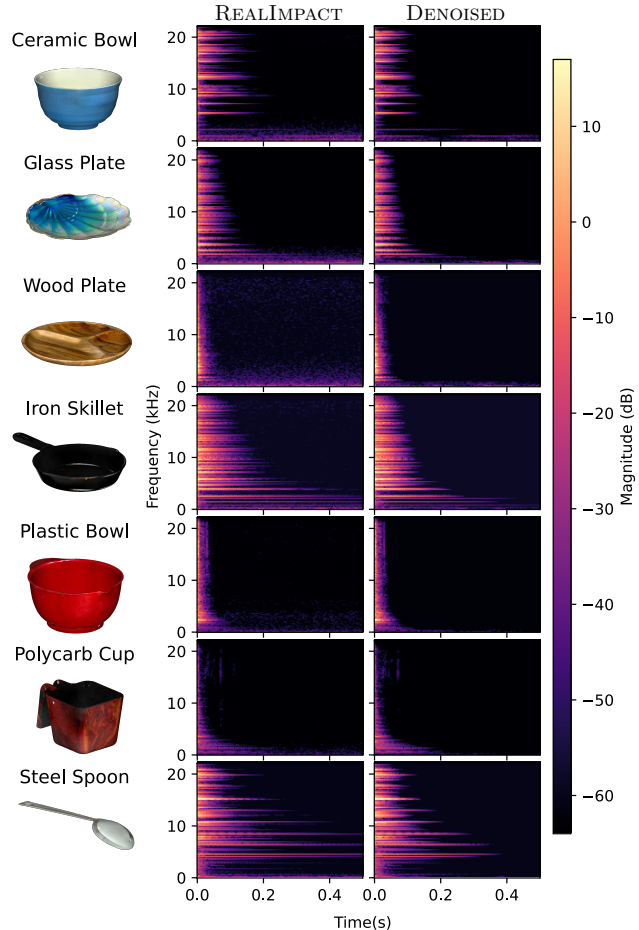 REALIMPACT DENOISED
Ceramic Bowl
20
10
0
Glass Plate
20
10
0
Wood Plate
20
10
0
Iron Skillet
20
10
0
Plastic Bowl
20
10
0
Polycarb Cup
20
10
0
Steel Spoon
20
10
0
Frequency (kHz)
0.0 0.2 0.4 0.0 0.2 0.4
Time(s)
10
0
−10
−20
−30
−40
−50
−60
Magnitude (dB)